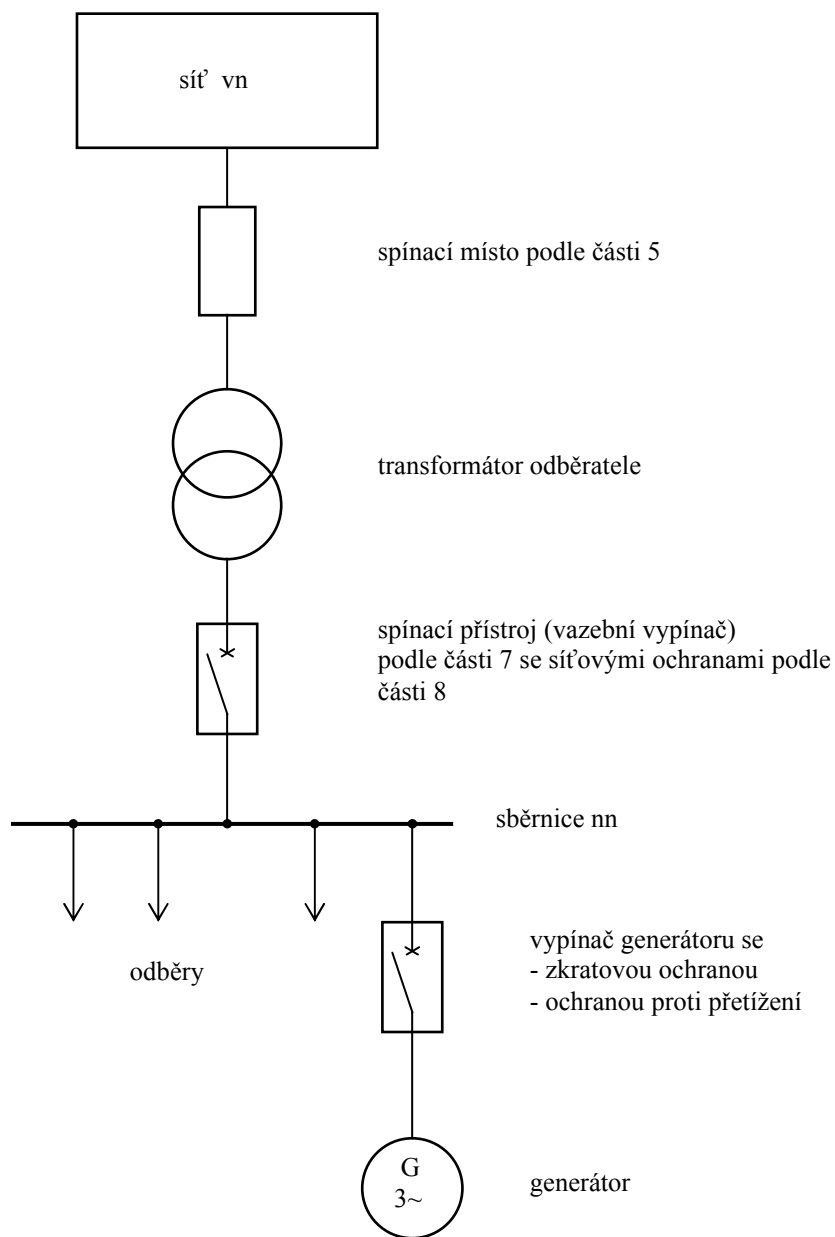 síť vn
spínací místo podle části 5
transformátor odběratele
spínací přístroj (vazební vypínač)
podle části 7 se síťovými ochranami podle
části 8
sběrnice nn
odběry
vypínač generátoru se
- zkratovou ochranou
- ochranou proti přetížení
G
3~
generátor